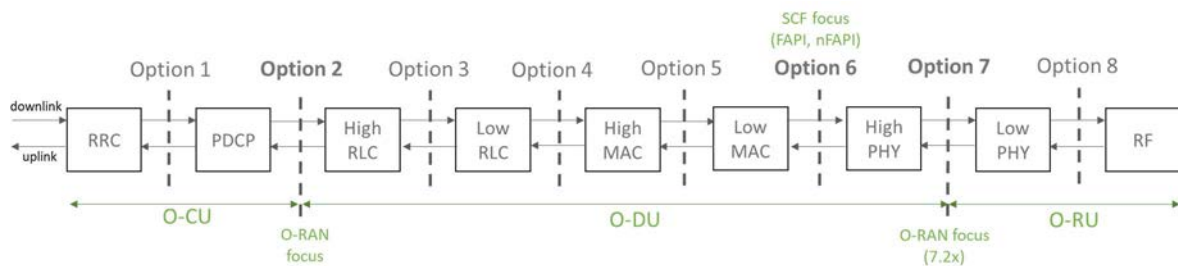 SCF focus
(FAPI, nFAPI)
Option 1
Option 2
Option 3
Option 4
Option 5
Option 6
Option 7
Option 8
downlink
uplink
RRC
PDCP
High
RLC
Low
RLC
High
MAC
Low
MAC
High
PHY
Low
PHY
RF
O-CU
O-DU
O-RU
O-RAN
focus
O-RAN focus
(7.2x)